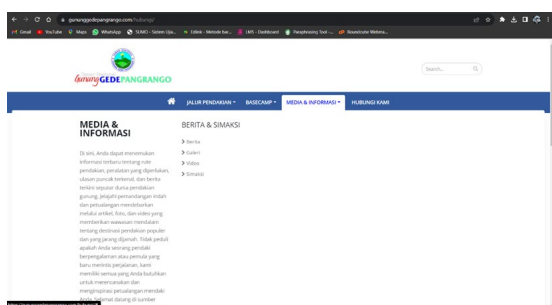 gununggedepangrango.com/hubungi/
Gmail YouTube Maps WhatsApp SUMO - Sistem Uja... Edlink - Metode bar... LMS - Dashboard Paraphrasing Tool -...
Gunung GEDEPANGRANGO
Search...
JALUR PENDAKIAN BASECAMP MEDIA & INFORMASI HUBUNGI KAMI
MEDIA &
INFORMASI
Di sini, Anda dapat menemukan
informasi terbaru tentang rute
pendakian, peralatan yang diperlukan,
ulasan puncak terkenal, dan berita
terkini seputar dunia pendakian
gunung. Jelajahi pemandangan indah
dan petualangan mendebarkan
melalui artikel, foto, dan video yang
memberikan wawasan mendalam
tentang destinasi pendakian populer
dan yang jarang dijamah. Tidak peduli
apakah Anda seorang pendaki
berpengalaman atau pemula yang
baru merintis perjalanan, kami
memiliki semua yang Anda butuhkan
untuk merencanakan dan
menginspirasi petualangan mendaki
Anda. Selamat datang di sumber
BERITA & SIMAKSI
Berita
Galeri
Video
Simaksi